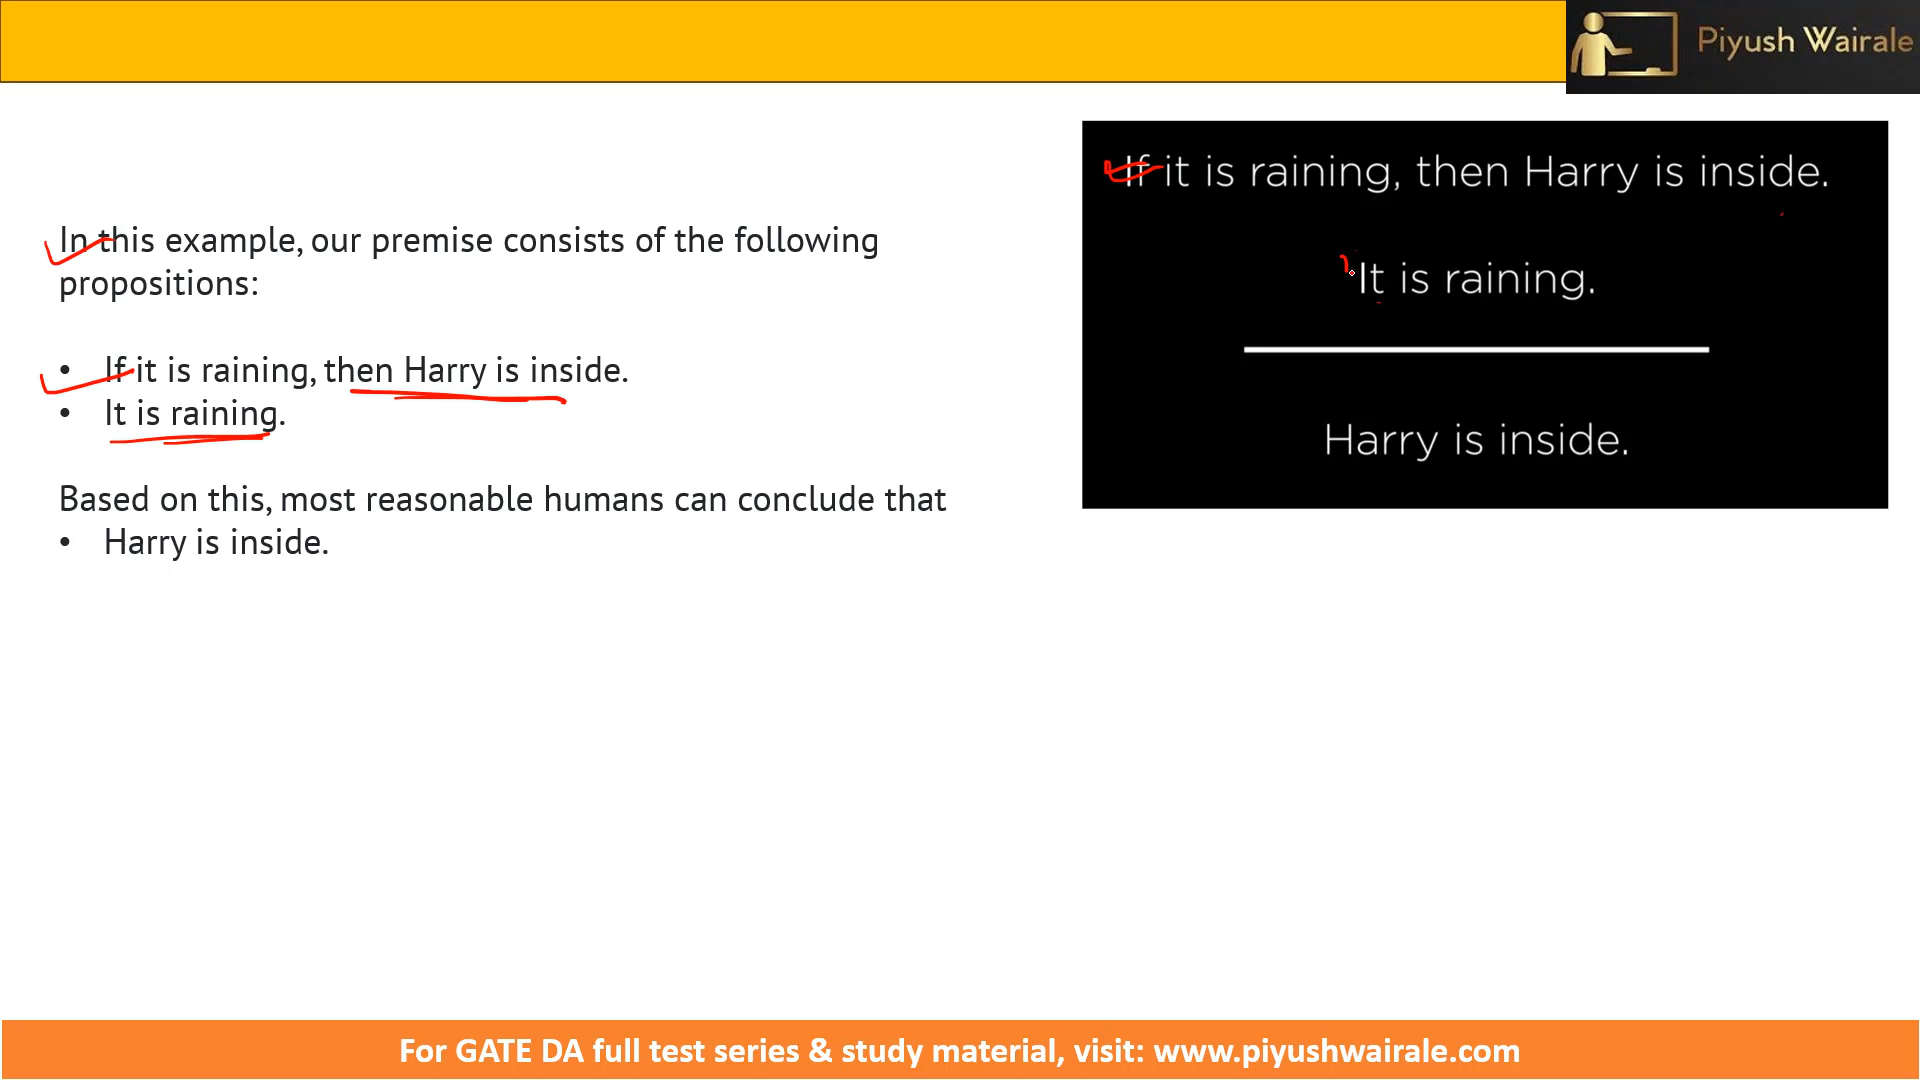 Piyush Wairale
In this example, our premise consists of the following
propositions:
• If it is raining, then Harry is inside.
• It is raining.
Based on this, most reasonable humans can conclude that
• Harry is inside.
If it is raining, then Harry is inside.
It is raining.
Harry is inside.
For GATE DA full test series & study material, visit: www.piyushwairale.com